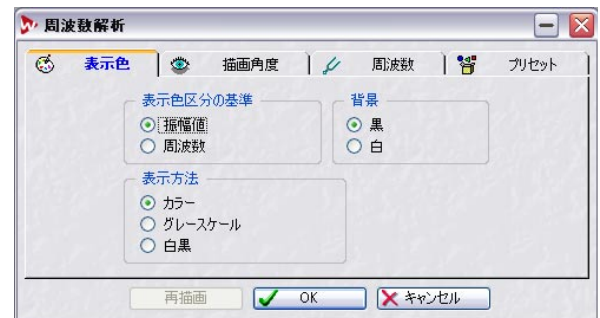 周波数解析
表示色 描画角度 周波数 プリセット
表示色区分の基準 背景
振幅値 黒
周波数 白
表示方法
カラー
グレースケール
白黒
再描画 OK キャンセル